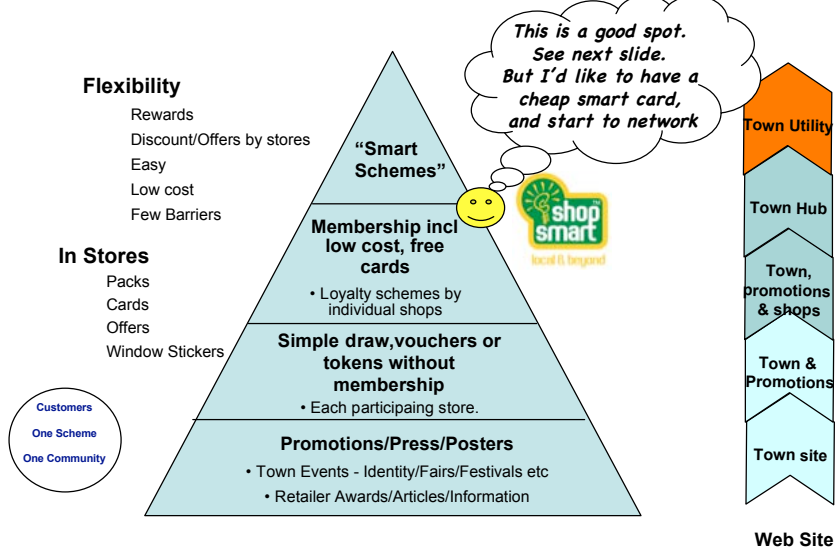 This is a good spot.
See next slide.
But I'd like to have a
cheap smart card,
and start to network
Flexibility
Rewards
Discount/Offers by stores
Easy
Low cost
Few Barriers
In Stores
Packs
Cards
Offers
Window Stickers
Customers
One Scheme
One Community
“Smart
Schemes”
Membership incl
low cost, free
cards
• Loyalty schemes by
individual shops
Simple draw,vouchers or
tokens without
membership
• Each participaing store.
Promotions/Press/Posters
• Town Events - Identity/Fairs/Festivals etc
• Retailer Awards/Articles/Information
shop
smart
TM
local & beyond
Town Utility
Town Hub
Town,
promotions
& shops
Town &
Promotions
Town site
Web Site